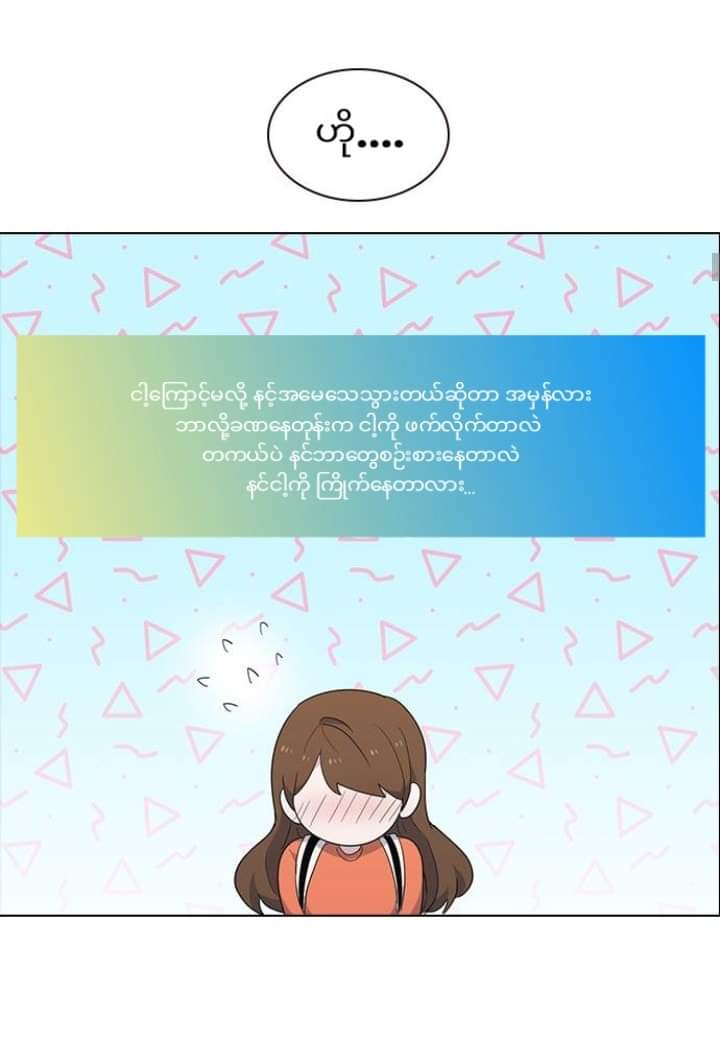 ဟို....
ငါ့ကြောင့်မလို့ နင့်အမေသေသွားတယ်ဆိုတာ အမှန်လား
ဘာလို့ခဏနေတုန်းက ငါ့ကို ဖက်လိုက်တာလဲ
တကယ်ပဲ နင်ဘာတွေစဉ်းစားနေတာလဲ
နင်ငါ့ကို ကြိုက်နေတာလား...